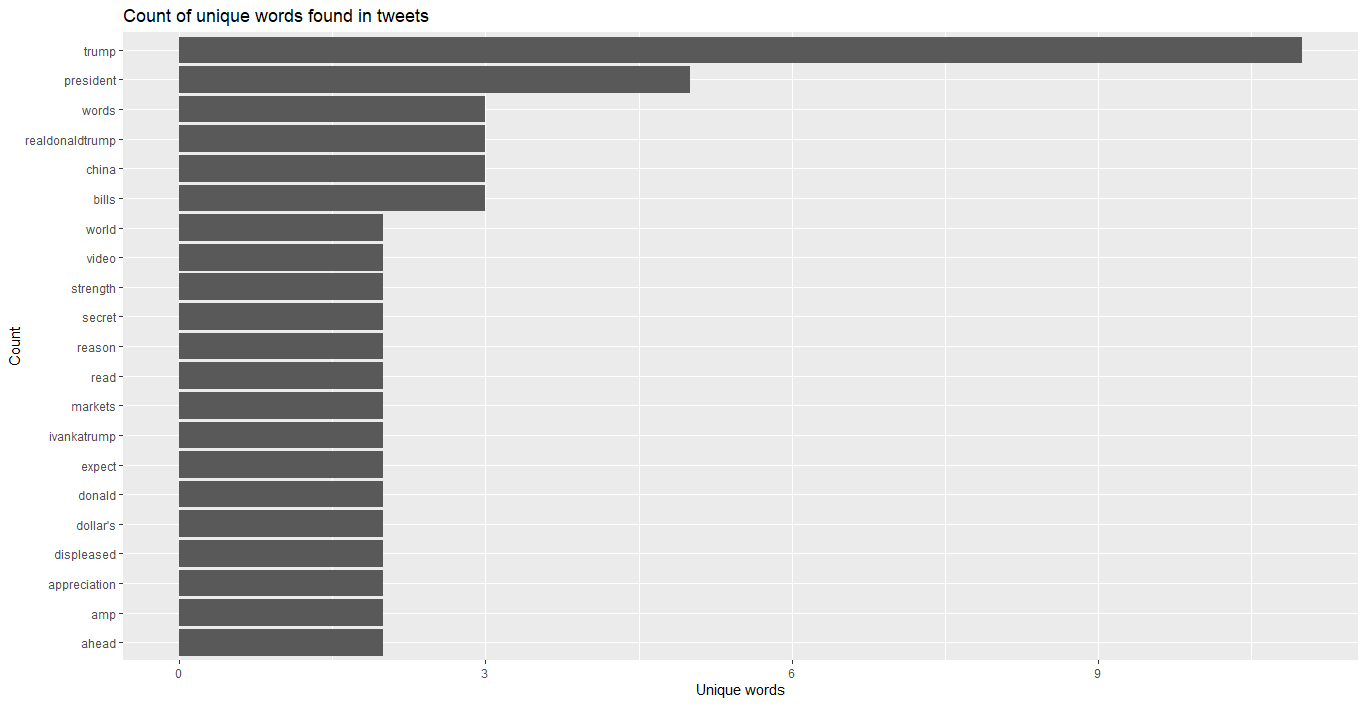 Count of unique words found in tweets
trump
president
words
realdonaldtrump
china
bills
world
video
strength
secret
reason
read
markets
ivankatrump
expect
donald
dollar's
displeased
appreciation
amp
ahead
Count
0 3 6 9
Unique words